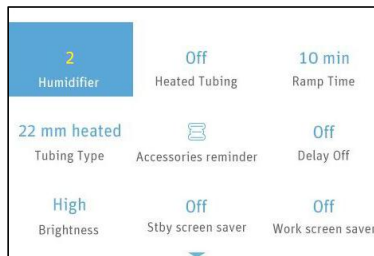 2 Off 10 min
Humidifier Heated Tubing Ramp Time
22 mm heated Off
Tubing Type Accessories reminder Delay Off
High Off Off
Brightness Stby screen saver Work screen saver